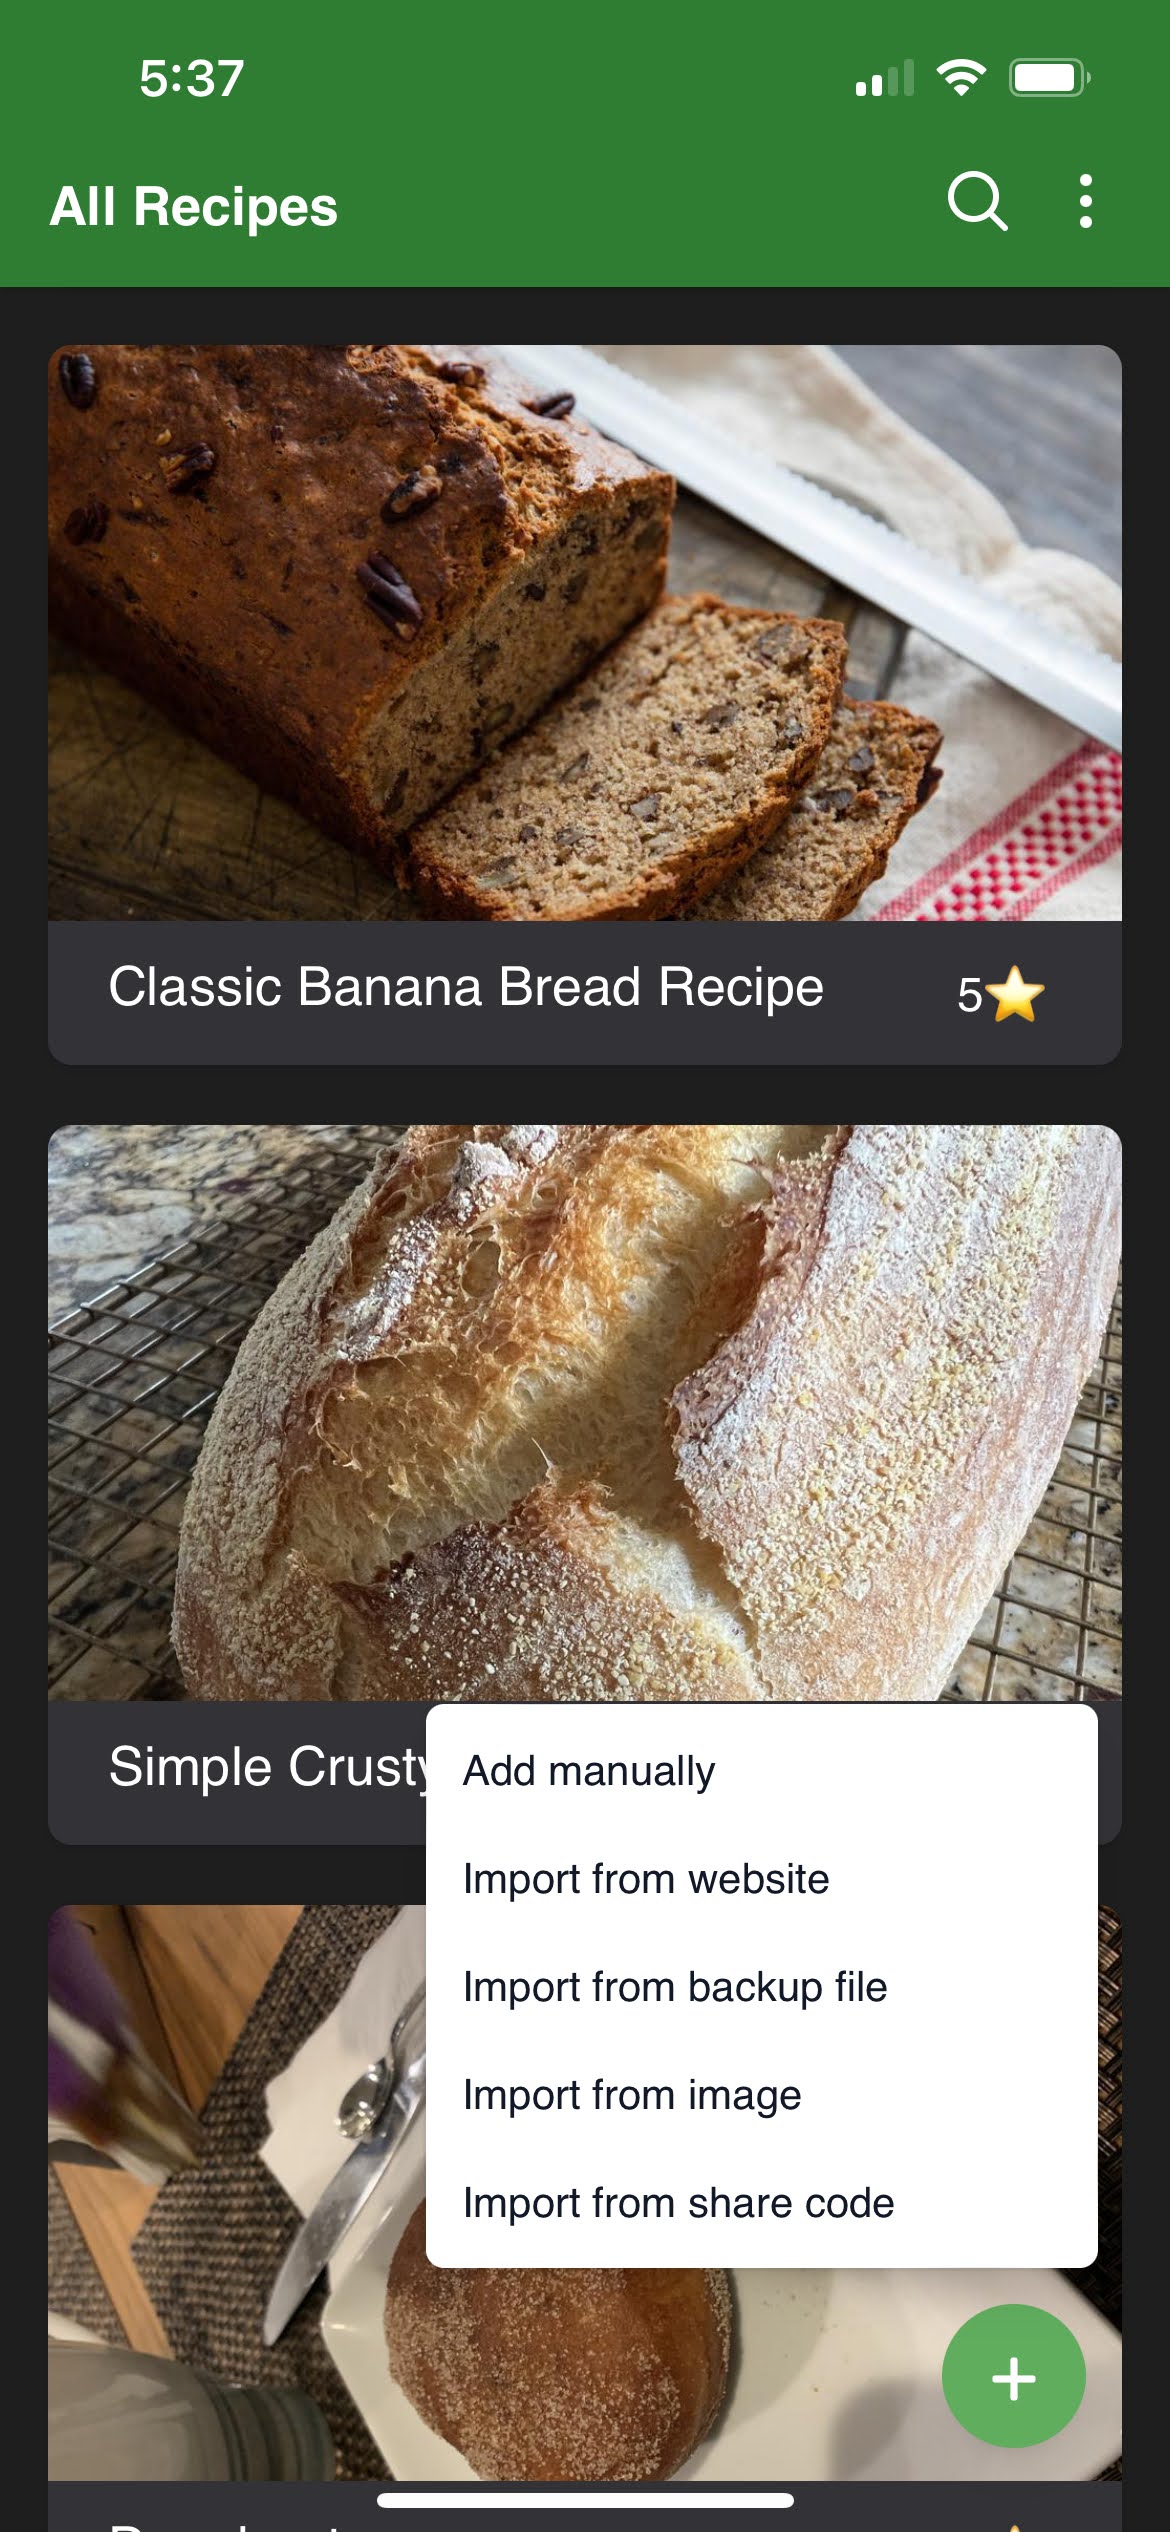 5:37
All Recipes
Classic Banana Bread Recipe
5⭐
Simple Crusty
Add manually
Import from website
Import from backup file
Import from image
Import from share code